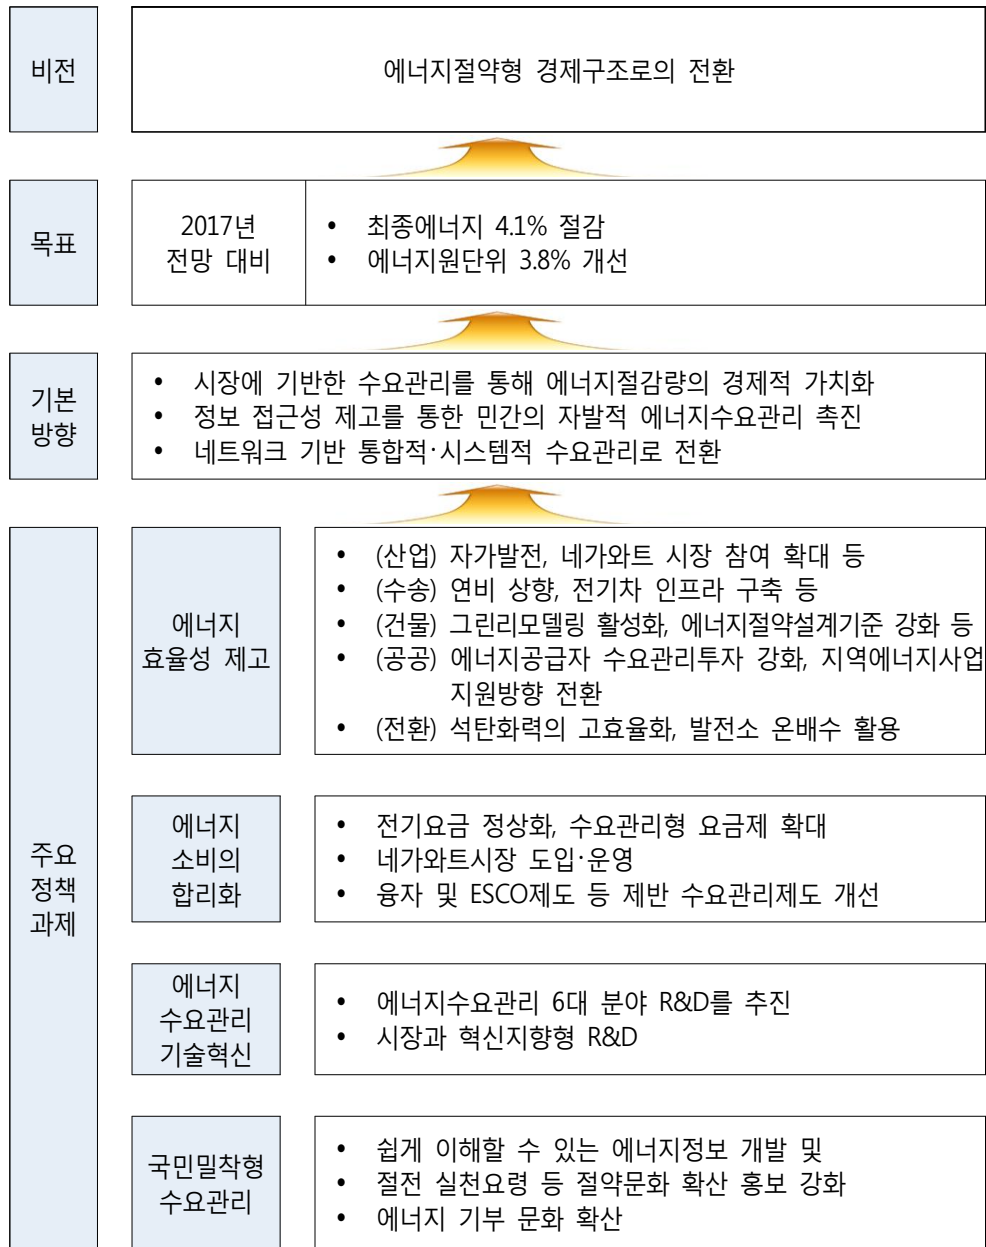 비전
에너지절약형 경제구조로의 전환
목표
2017년
전망 대비
• 최종에너지 4.1% 절감
• 에너지원단위 3.8% 개선
기본
방향
• 시장에 기반한 수요관리를 통해 에너지절감량의 경제적 가치화
• 정보 접근성 제고를 통한 민간의 자발적 에너지수요관리 촉진
• 네트워크 기반 통합적·시스템적 수요관리로 전환
주요
정책
과제
에너지
효율성 제고
• (산업) 자가발전, 네가와트 시장 참여 확대 등
• (수송) 연비 상향, 전기차 인프라 구축 등
• (건물) 그린리모델링 활성화, 에너지절약설계기준 강화 등
• (공공) 에너지공급자 수요관리투자 강화, 지역에너지사업
지원방향 전환
• (전환) 석탄화력의 고효율화, 발전소 온배수 활용
에너지
소비의
합리화
• 전기요금 정상화, 수요관리형 요금제 확대
• 네가와트시장 도입·운영
• 융자 및 ESCO제도 등 제반 수요관리제도 개선
에너지
수요관리
기술혁신
• 에너지수요관리 6대 분야 R&D를 추진
• 시장과 혁신지향형 R&D
국민밀착형
수요관리
• 쉽게 이해할 수 있는 에너지정보 개발 및
• 절전 실천요령 등 절약문화 확산 홍보 강화
• 에너지 기부 문화 확산